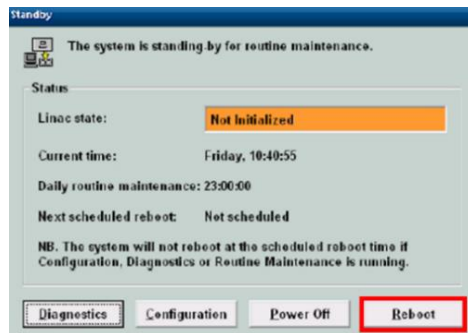 Standby
The system is standing-by for routine maintenance.
Status
Linac state: Not Initialized
Current time: Friday, 10:40:55
Daily routine maintenance: 23:00:00
Next scheduled reboot: Not scheduled
NB. The system will not reboot at the scheduled reboot time if
Configuration, Diagnostics or Routine Maintenance is running.
Diagnostics Configuration Power Off Reboot